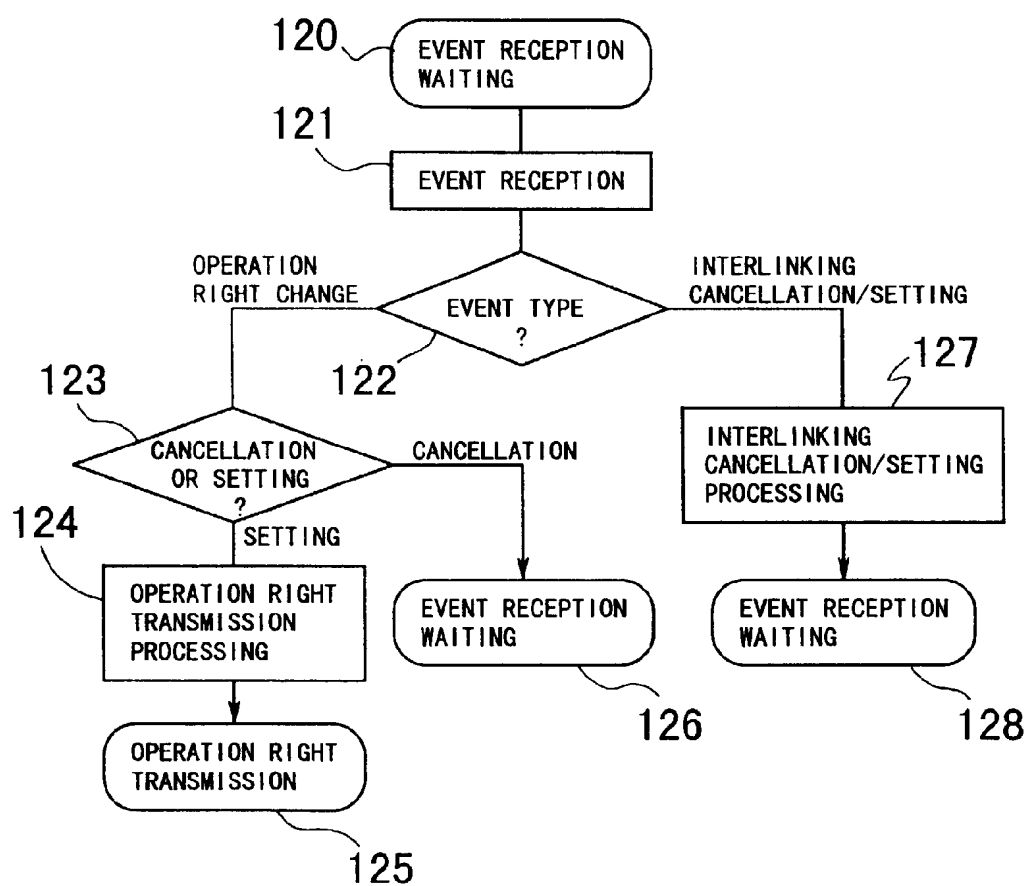 120
EVENT RECEPTION
WAITING
121
EVENT RECEPTION
OPERATION
RIGHT CHANGE
INTERLINKING
CANCELLATION/SETTING
EVENT TYPE
?
122
123
127
CANCELLATION
OR SETTING
?
CANCELLATION
INTERLINKING
CANCELLATION/SETTING
PROCESSING
124
SETTING
OPERATION RIGHT
TRANSMISSION
PROCESSING
EVENT RECEPTION
WAITING
EVENT RECEPTION
WAITING
126
128
OPERATION RIGHT
TRANSMISSION
125